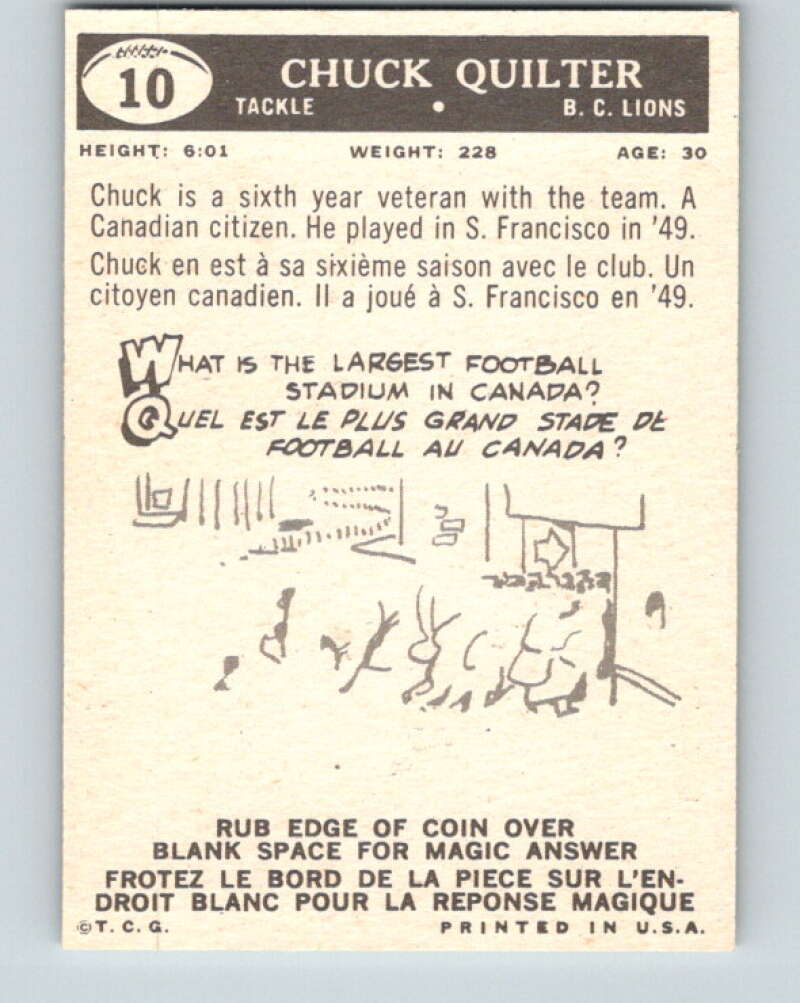 10
CHUCK QUILTER
TACKLE • B. C. LIONS
HEIGHT: 6:01 WEIGHT: 228 AGE: 30
Chuck is a sixth year veteran with the team. A
Canadian citizen. He played in S. Francisco in '49.
Chuck en est à sa sixième saison avec le club. Un
citoyen canadien. Il a joué à S. Francisco en '49.
WHAT IS THE LARGEST FOOTBALL
STADIUM IN CANADA?
QUEL EST LE PLUS GRAND STADE DE
FOOTBALL AU CANADA?
RUB EDGE OF COIN OVER
BLANK SPACE FOR MAGIC ANSWER
FROTEZ LE BORD DE LA PIECE SUR L'EN-
DROIT BLANC POUR LA REPONSE MAGIQUE
©T. C. G. PRINTED IN U.S.A.